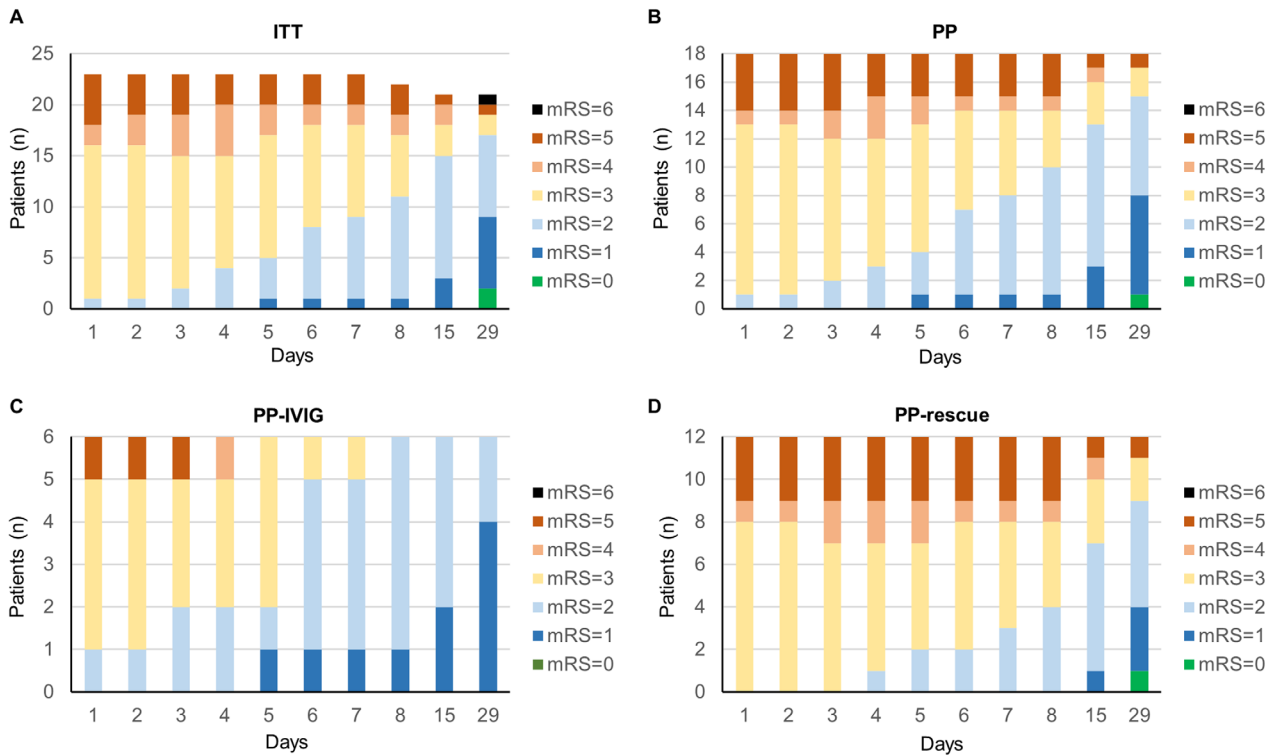 A
ITT
25
20
15
10
5
0
Patients (n)
1 2 3 4 5 6 7 8 15 29
Days
mRS=6
mRS=5
mRS=4
mRS=3
mRS=2
mRS=1
mRS=0
B
PP
18
16
14
12
10
8
6
4
2
0
Patients (n)
1 2 3 4 5 6 7 8 15 29
Days
mRS=6
mRS=5
mRS=4
mRS=3
mRS=2
mRS=1
mRS=0
C
PP-IVIG
6
5
4
3
2
1
0
Patients (n)
1 2 3 4 5 6 7 8 15 29
Days
mRS=6
mRS=5
mRS=4
mRS=3
mRS=2
mRS=1
mRS=0
D
PP-rescue
12
10
8
6
4
2
0
Patients (n)
1 2 3 4 5 6 7 8 15 29
Days
mRS=6
mRS=5
mRS=4
mRS=3
mRS=2
mRS=1
mRS=0